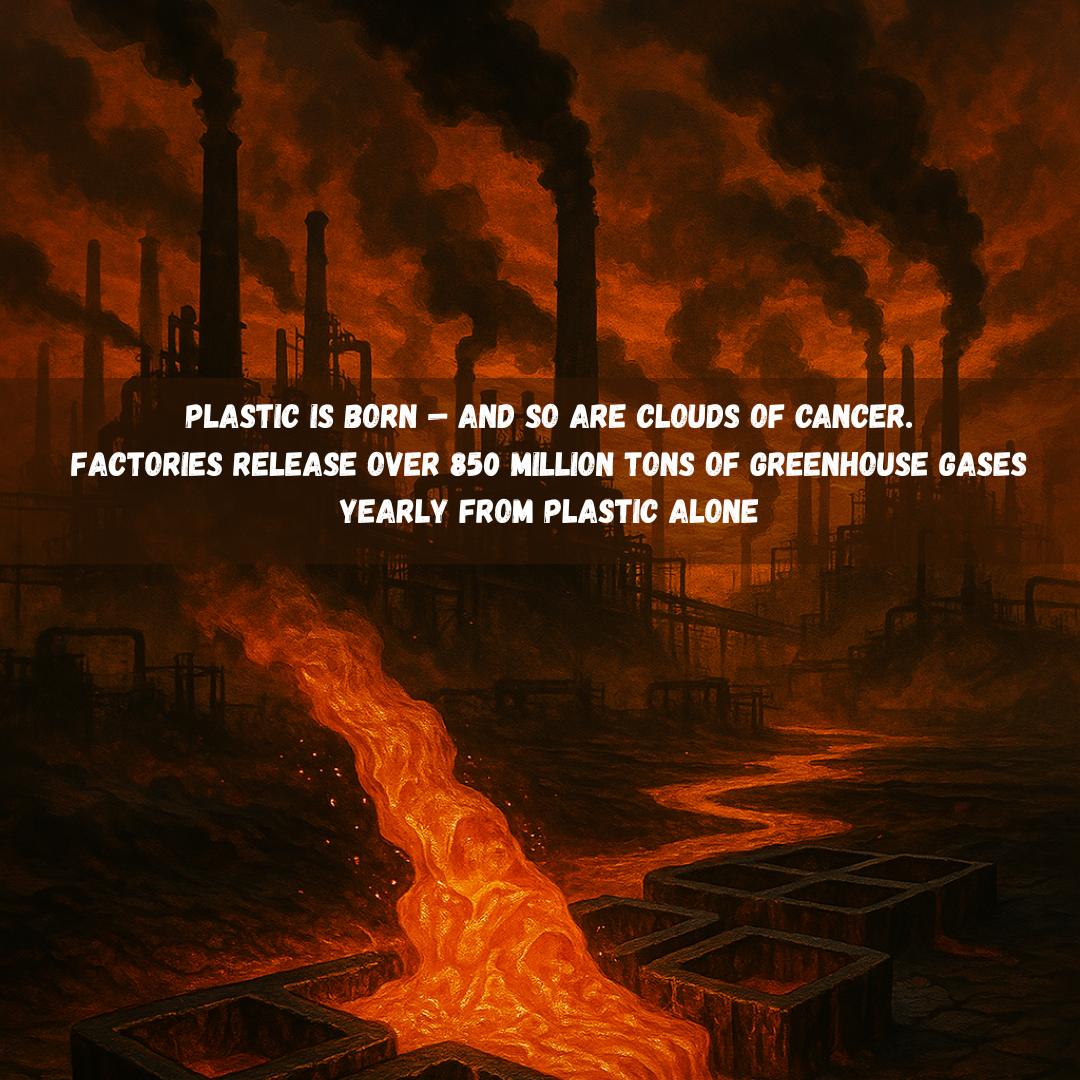 PLASTIC IS BORN – AND SO ARE CLOUDS OF CANCER.
FACTORIES RELEASE OVER 850 MILLION TONS OF GREENHOUSE GASES
YEARLY FROM PLASTIC ALONE